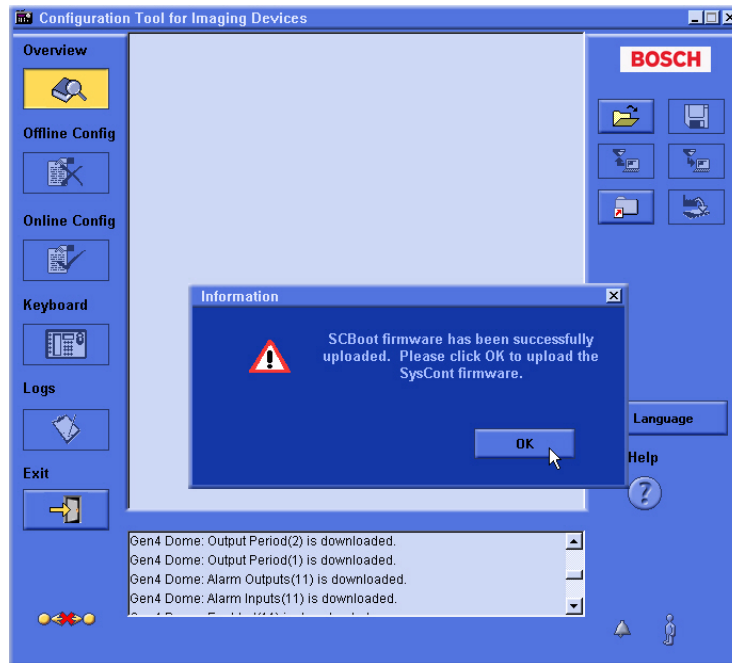 Configuration Tool for Imaging Devices
Overview
BOSCH
Offline Config
Online Config
Keyboard
Information
SCBoot firmware has been successfully
uploaded. Please click OK to upload the
SysCont firmware.
OK
Logs
Language
Help
?
Exit
Gen4 Dome: Output Period(2) is downloaded.
Gen4 Dome: Output Period(1) is downloaded.
Gen4 Dome: Alarm Outputs(11) is downloaded.
Gen4 Dome: Alarm Inputs(11) is downloaded.